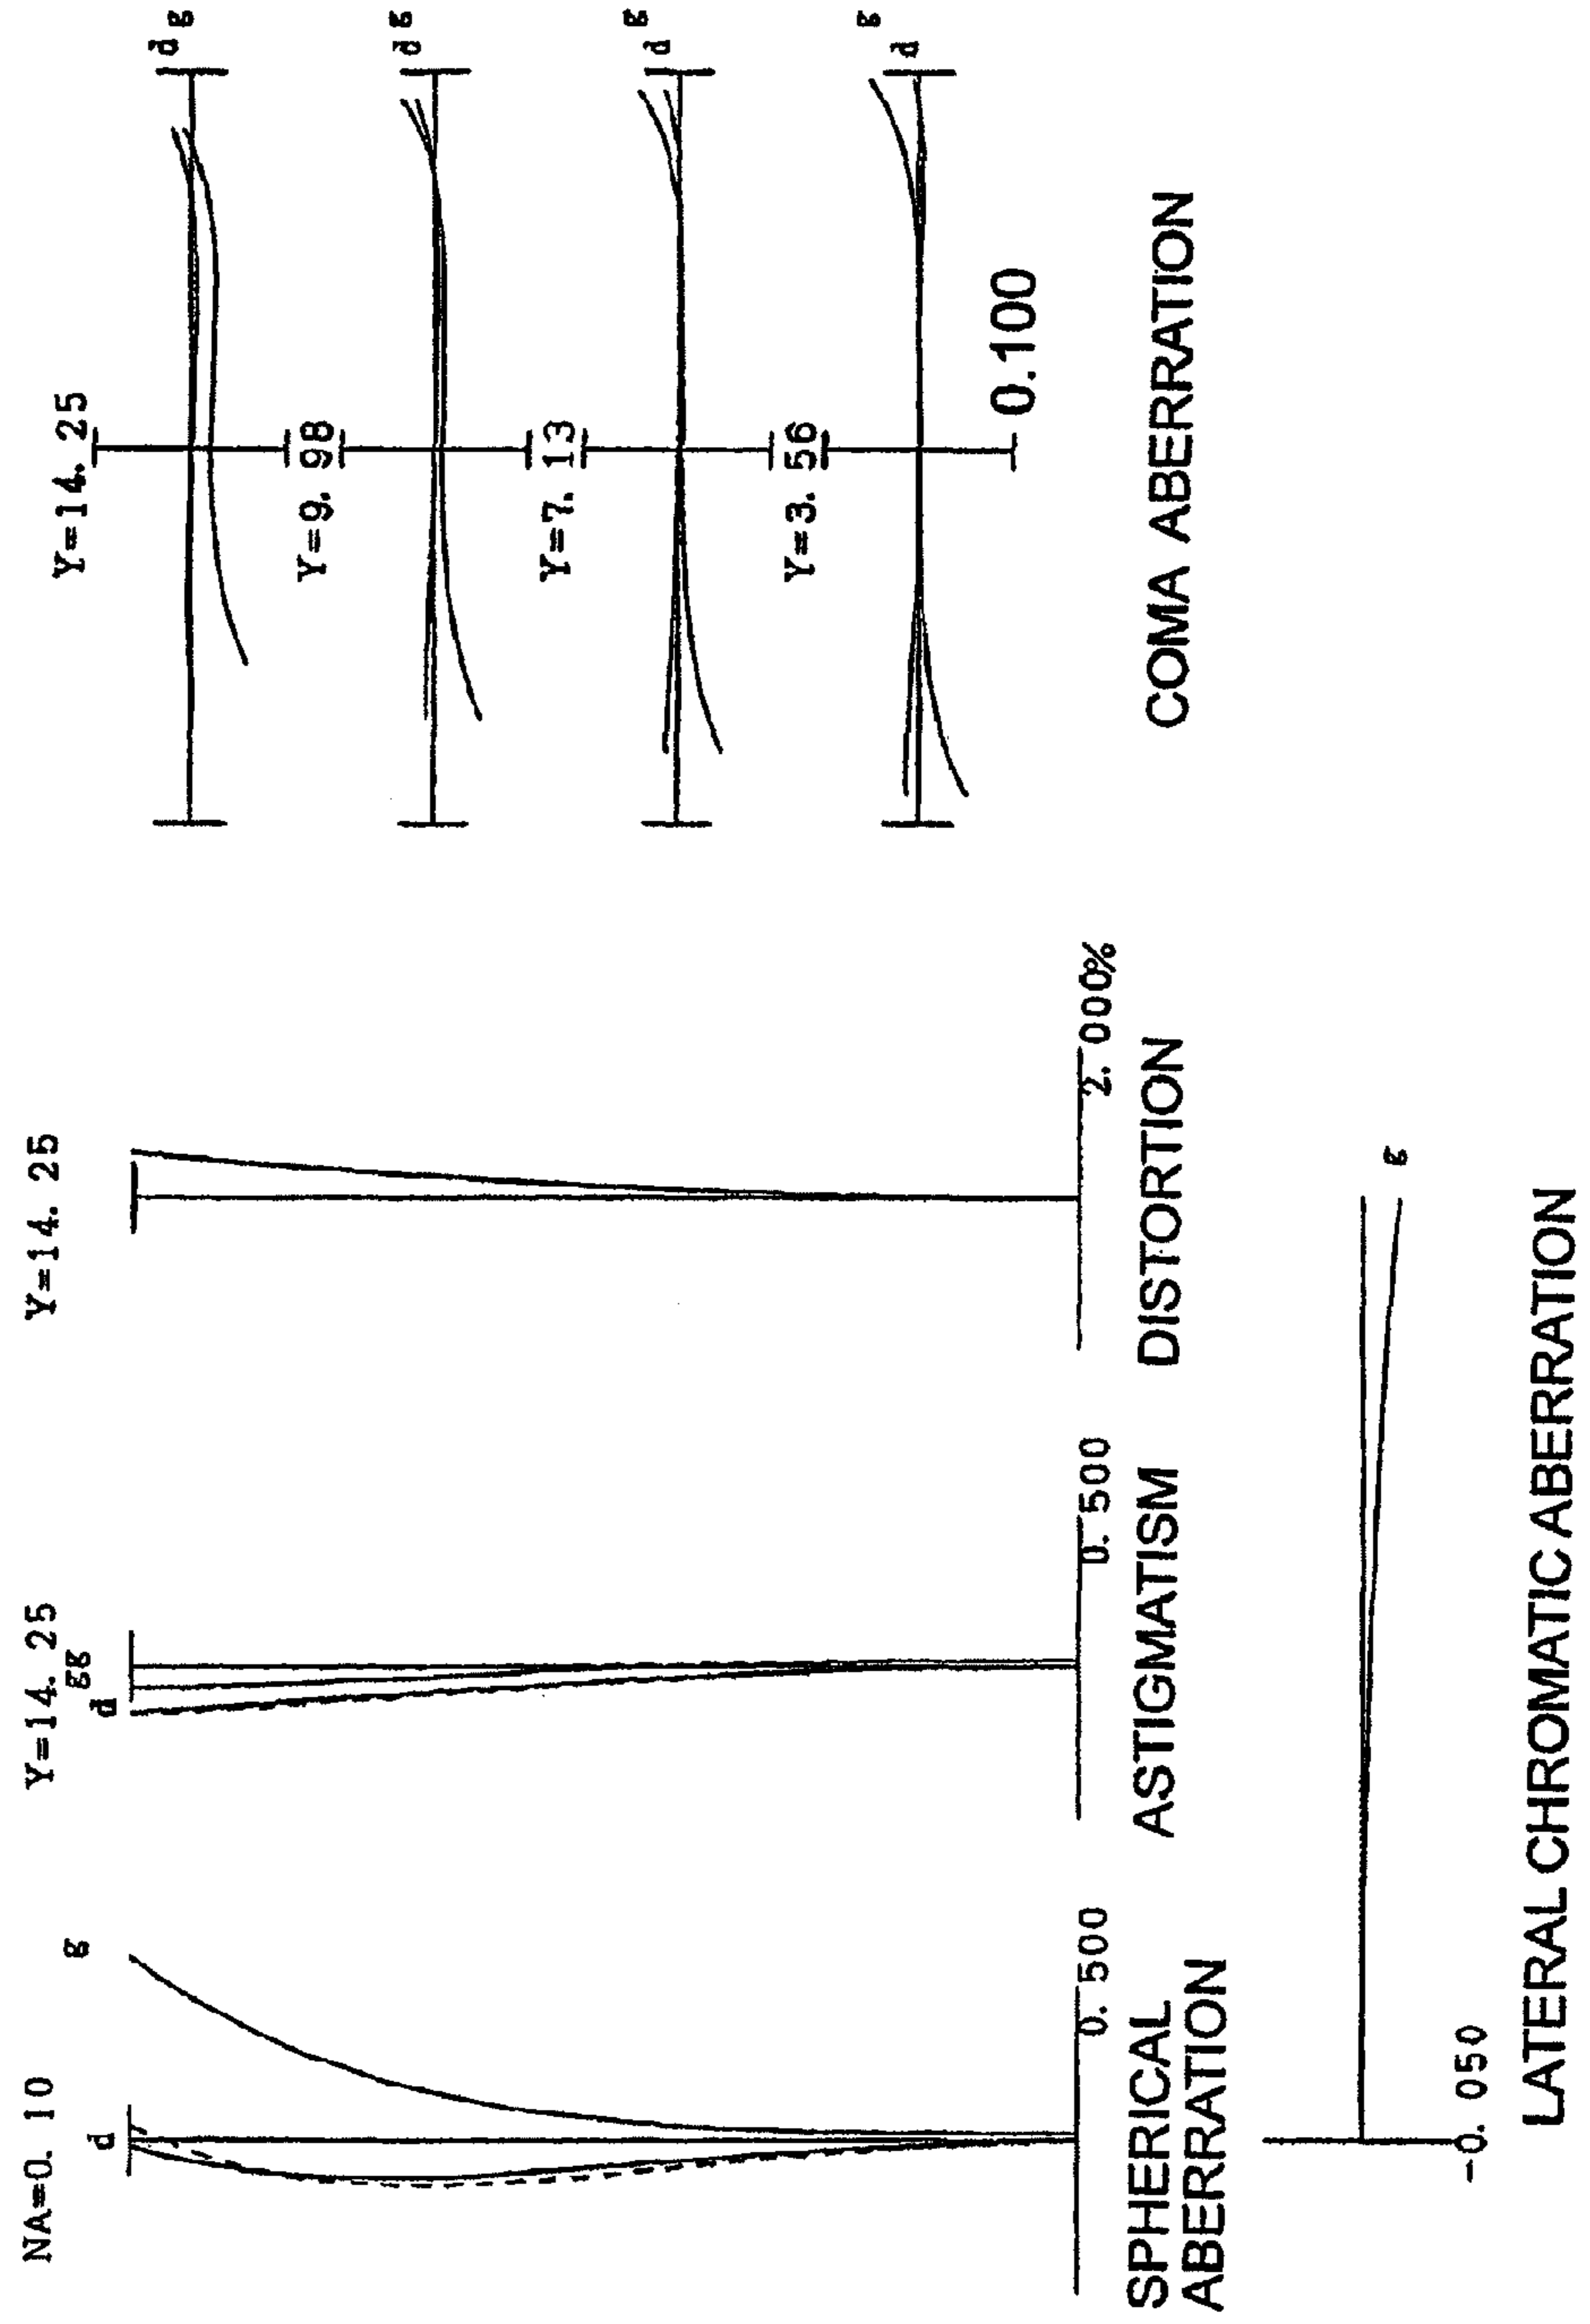 NA=0. 10
d
g
0. 500
SPHERICAL
ABERRATION
Y=14. 25
d
gg
0. 500
ASTIGMATISM
Y=14. 25
2. 000%
DISTORTION
Y=14. 25
d
g
Y=9. 98
d
g
Y=7. 13
d
g
Y=3. 56
d
g
0.100
COMA ABERRATION
g
-0. 050
LATERAL CHROMATIC ABERRATION